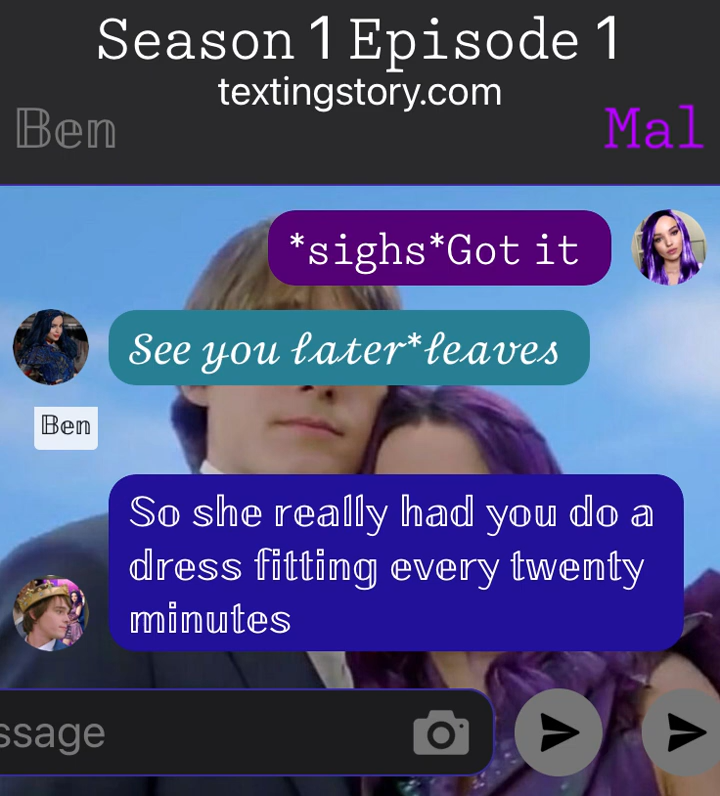 Season 1 Episode 1
textingstory.com
Ben
Mal
*sighs*Got it
See you later*leaves
Ben
So she really had you do a
dress fitting every twenty
minutes
ssage